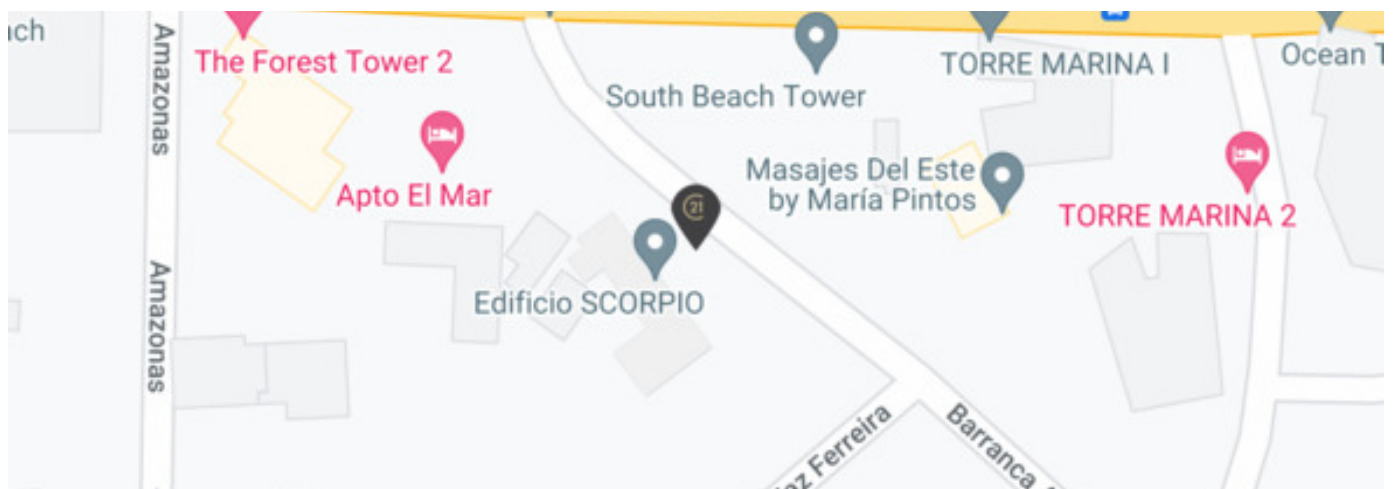 ach
Amazonas
The Forest Tower 2
South Beach Tower
TORRE MARINA I
Ocean T
Apto El Mar
Masajes Del Este
by María Pintos
TORRE MARINA 2
21
Amazonas
Edificio SCORPIO
Ferreira
Barranca